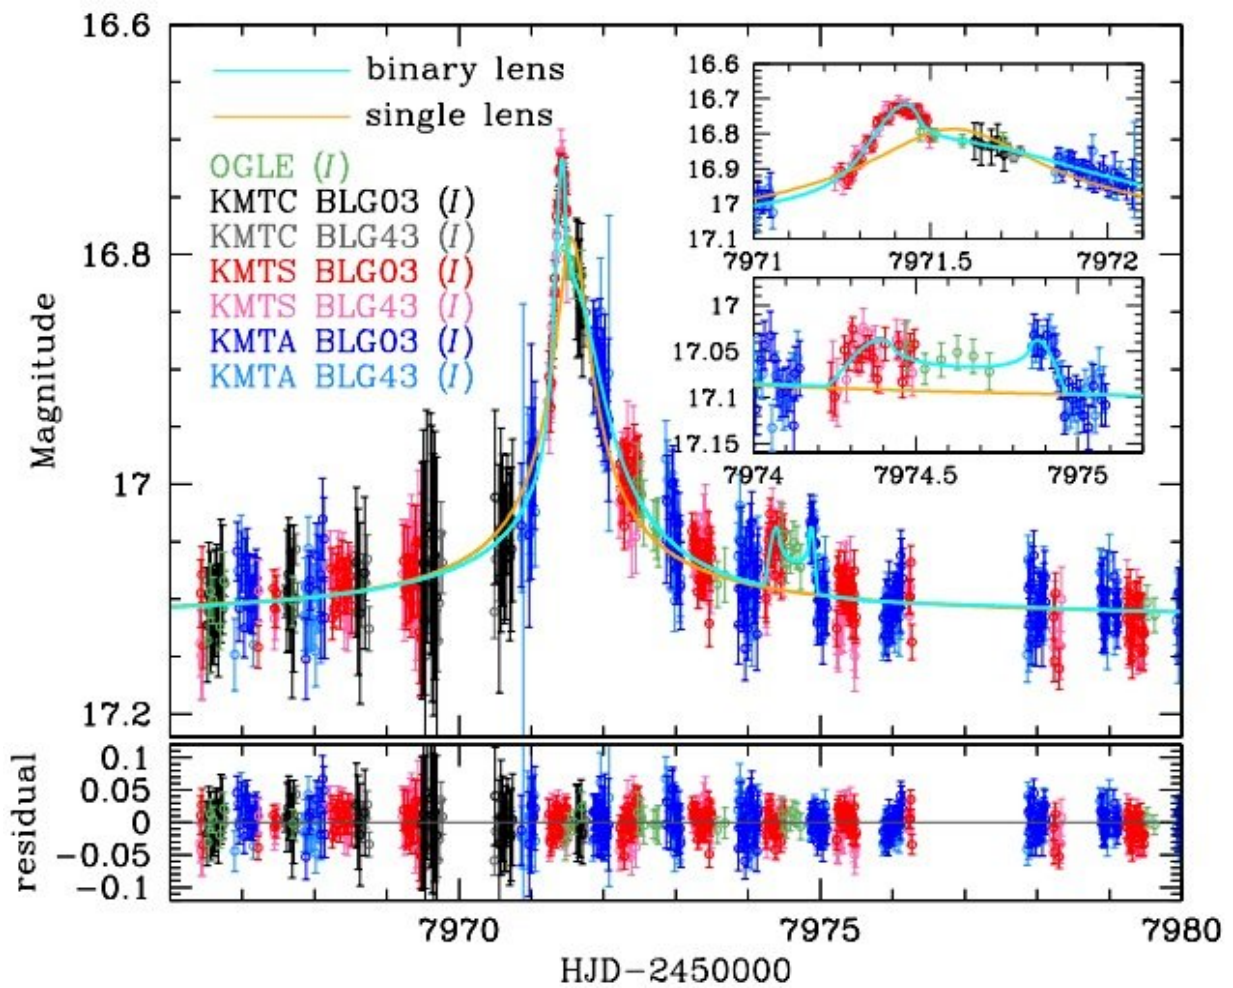 16.6
16.8
17
17.2
Magnitude
binary lens
single lens
OGLE (I)
KMTC BLG03 (I)
KMTC BLG43 (I)
KMTS BLG03 (I)
KMTS BLG43 (I)
KMTA BLG03 (I)
KMTA BLG43 (I)
16.6
16.7
16.8
16.9
17
17.1
7971 7971.5 7972
17
17.05
17.1
17.15
7974 7974.5 7975
residual
0.1
0.05
0
−0.05
−0.1
7970 7975 7980
HJD−2450000